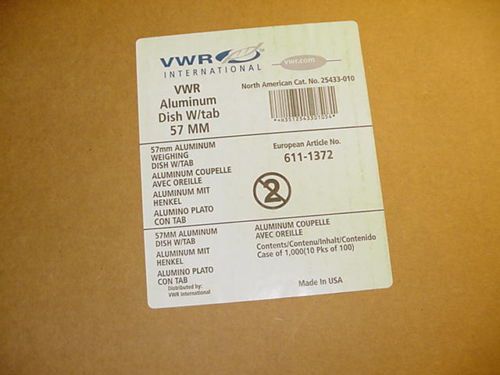 VWR
INTERNATIONAL
vwr.com
North American Cat. No. 25433-010
VWR
Aluminum
Dish W/tab
57 MM
57mm ALUMINUM
WEIGHING
DISH W/TAB
ALUMINUM COUPELLE
AVEC OREILLE
ALUMINUM MIT
HENKEL
ALUMINO PLATO
CON TAB
European Article No.
611-1372
2
57MM ALUMINUM
DISH W/TAB
ALUMINUM MIT
HENKEL
ALUMINO PLATO
CON TAB
Distributed by:
VWR International
ALUMINUM COUPELLE
AVEC OREILLE
Contents/Contenu/Inhalt/Contenido
Case of 1,000(10 Pks of 100)
Made In USA